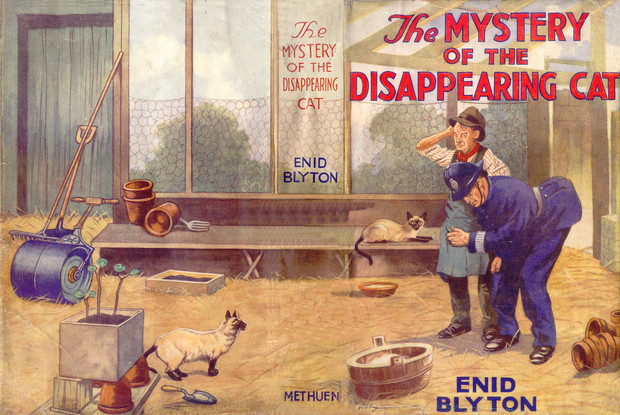 The
MYSTERY
OF THE
DISAPPEARING
CAT
ENID
BLYTON
METHUEN
The MYSTERY
OF THE
DISAPPEARING CAT
ENID
BLYTON